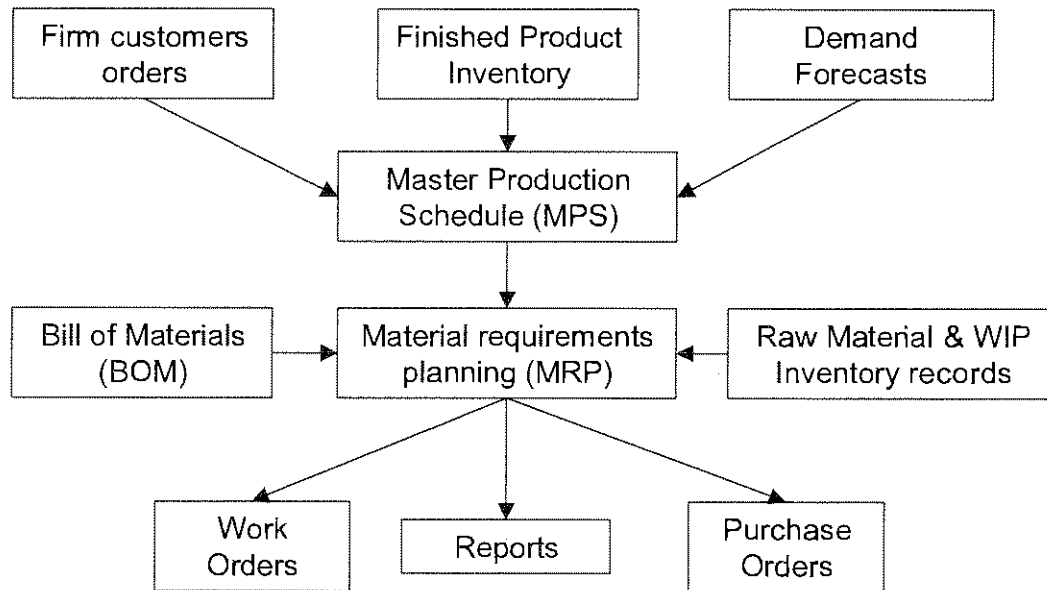 Firm customers
orders
Finished Product
Inventory
Demand
Forecasts
Master Production
Schedule (MPS)
Bill of Materials
(BOM)
Material requirements
planning (MRP)
Raw Material & WIP
Inventory records
Work
Orders
Reports
Purchase
Orders